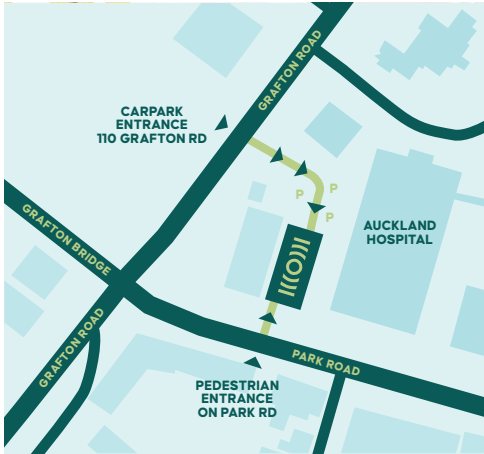 GRAFTON ROAD
CARPARK
ENTRANCE
110 GRAFTON RD
P
P
AUCKLAND
HOSPITAL
GRAFTON BRIDGE
GRAFTON ROAD
PARK ROAD
PEDESTRIAN
ENTRANCE
ON PARK RD